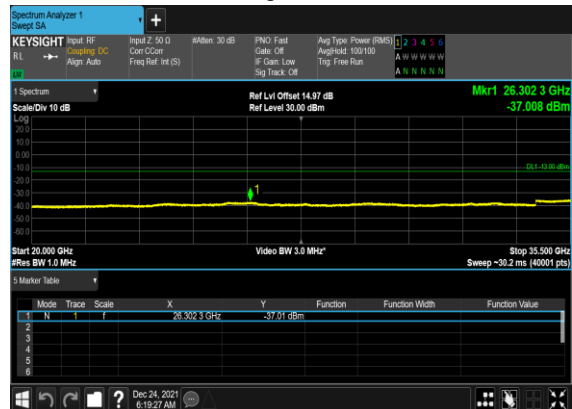 Spectrum Analyzer 1
Swept SA
+
KEYSIGHT Input: RF Input Z: 50 Ω #Atten: 30 dB PNO: Fast Avg Type: Power (RMS) 1 2 3 4 5 6
RL Coupling: DC Corr CCorr Gate: Off Avg|Hold: 100/100 A W W W W W
Align: Auto Freq Ref: Int (S) IF Gain: Low Trig: Free Run
LW Sig Track: Off A N N N N N
1 Spectrum Ref Lvl Offset 14.97 dB Mkr1 26.302 3 GHz
Scale/Div 10 dB Ref Level 30.00 dBm -37.008 dBm
Log
20.0
10.0
0.00
-10.0 DL1 -13.00 dBm
-20.0
1
-30.0
-40.0
-50.0
-60.0
Start 20.000 GHz Video BW 3.0 MHz* Stop 35.500 GHz
#Res BW 1.0 MHz Sweep ~30.2 ms (40001 pts)
5 Marker Table
Mode Trace Scale X Y Function Function Width Function Value
1 N 1 f 26.302 3 GHz -37.01 dBm
2
3
4
5
6
? Dec 24, 2021
6:19:27 AM